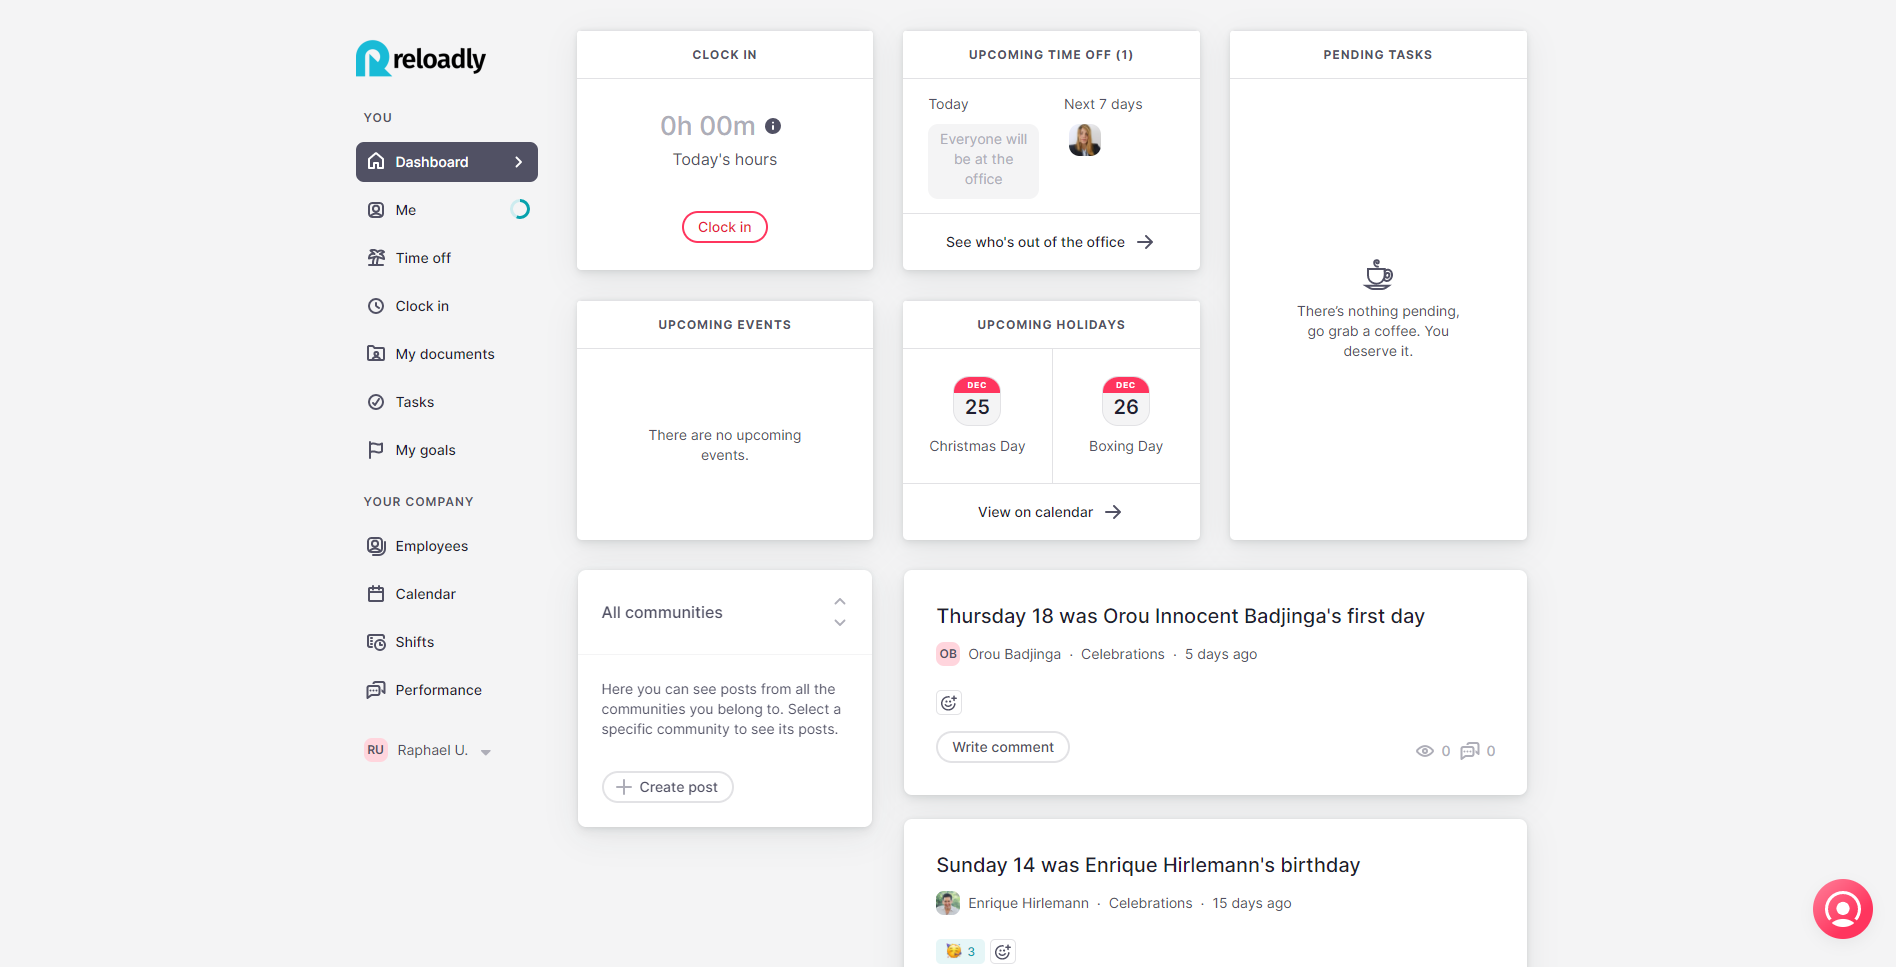 reloadly
YOU
Dashboard
Me
Time off
Clock in
My documents
Tasks
My goals
YOUR COMPANY
Employees
Calendar
Shifts
Performance
RU Raphael U.
CLOCK IN
0h 00m
Today's hours
Clock in
UPCOMING TIME OFF (1)
Today
Everyone will
be at the
office
Next 7 days
See who's out of the office
PENDING TASKS
There's nothing pending,
go grab a coffee. You
deserve it.
UPCOMING EVENTS
There are no upcoming
events.
UPCOMING HOLIDAYS
DEC
25
Christmas Day
DEC
26
Boxing Day
View on calendar
All communities
Here you can see posts from all the
communities you belong to. Select a
specific community to see its posts.
Create post
Thursday 18 was Orou Innocent Badjinga's first day
OB Orou Badjinga · Celebrations · 5 days ago
Write comment
0 0
Sunday 14 was Enrique Hirlemann's birthday
Enrique Hirlemann · Celebrations · 15 days ago
3